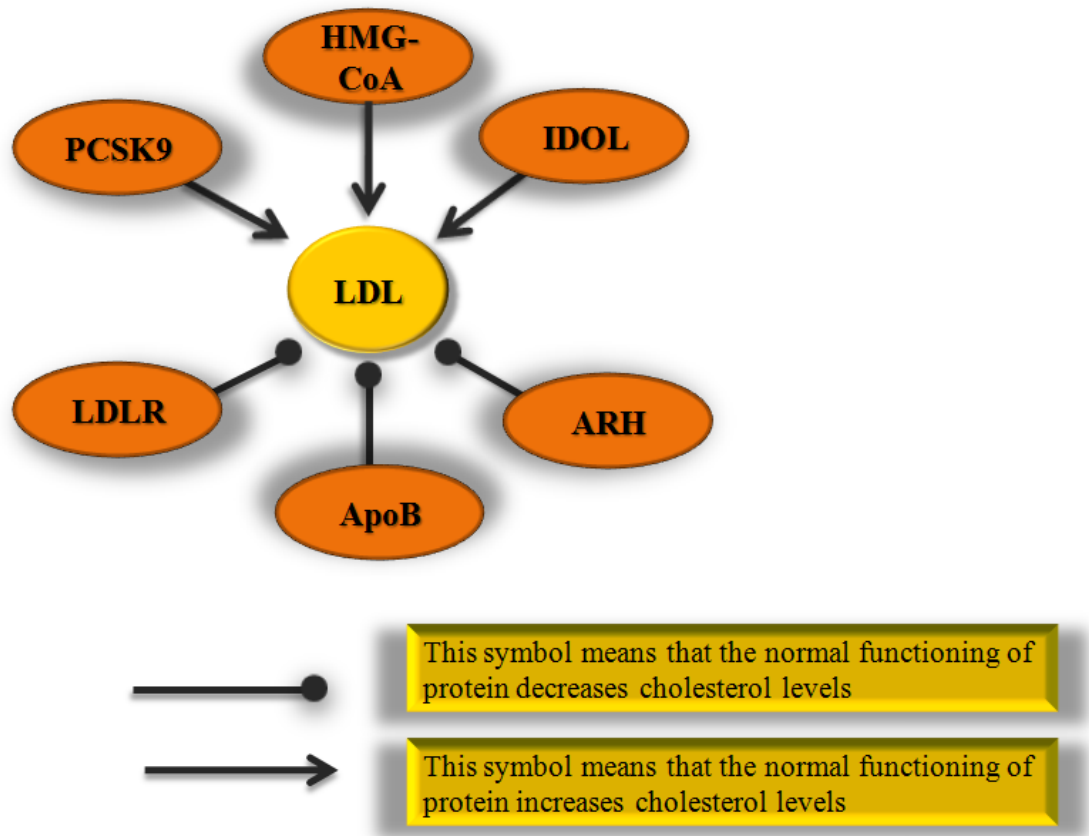 HMG-
CoA
PCSK9
IDOL
LDL
LDLR
ARH
ApoB
This symbol means that the normal functioning of
protein decreases cholesterol levels
This symbol means that the normal functioning of
protein increases cholesterol levels